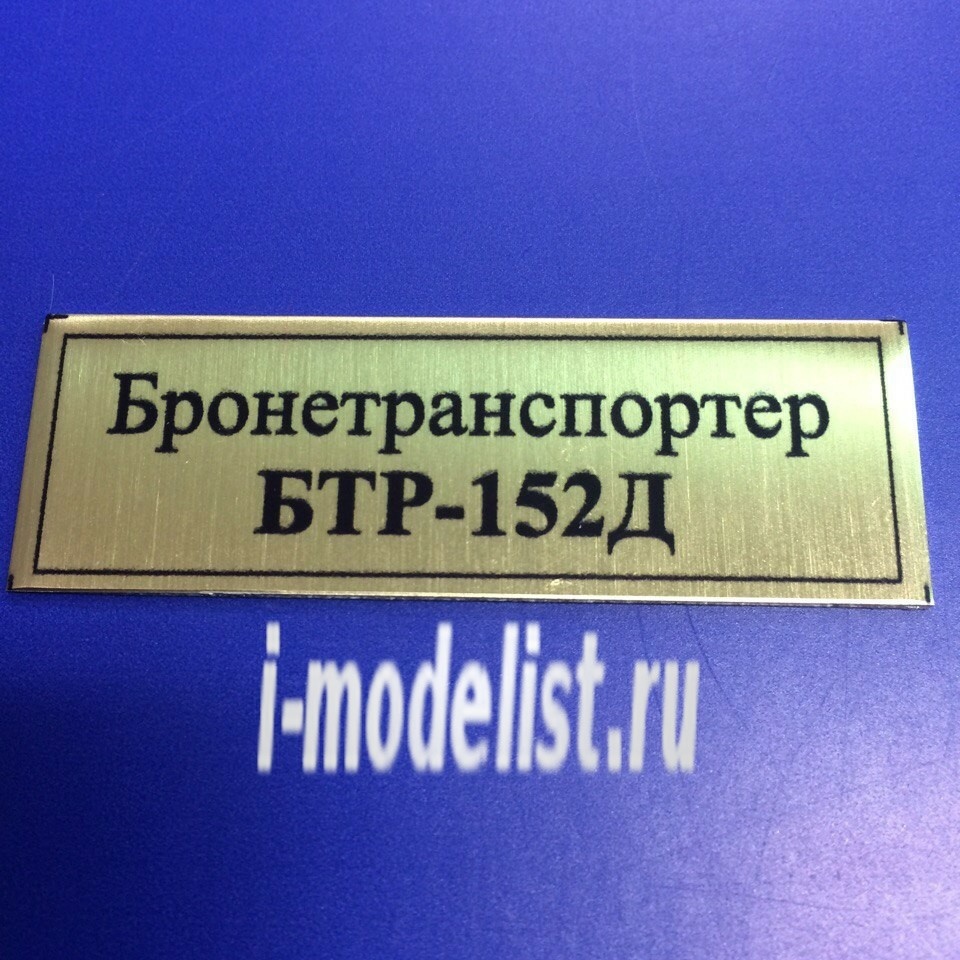 Бронетранспортер
БТР-152Д
i-modelist.ru